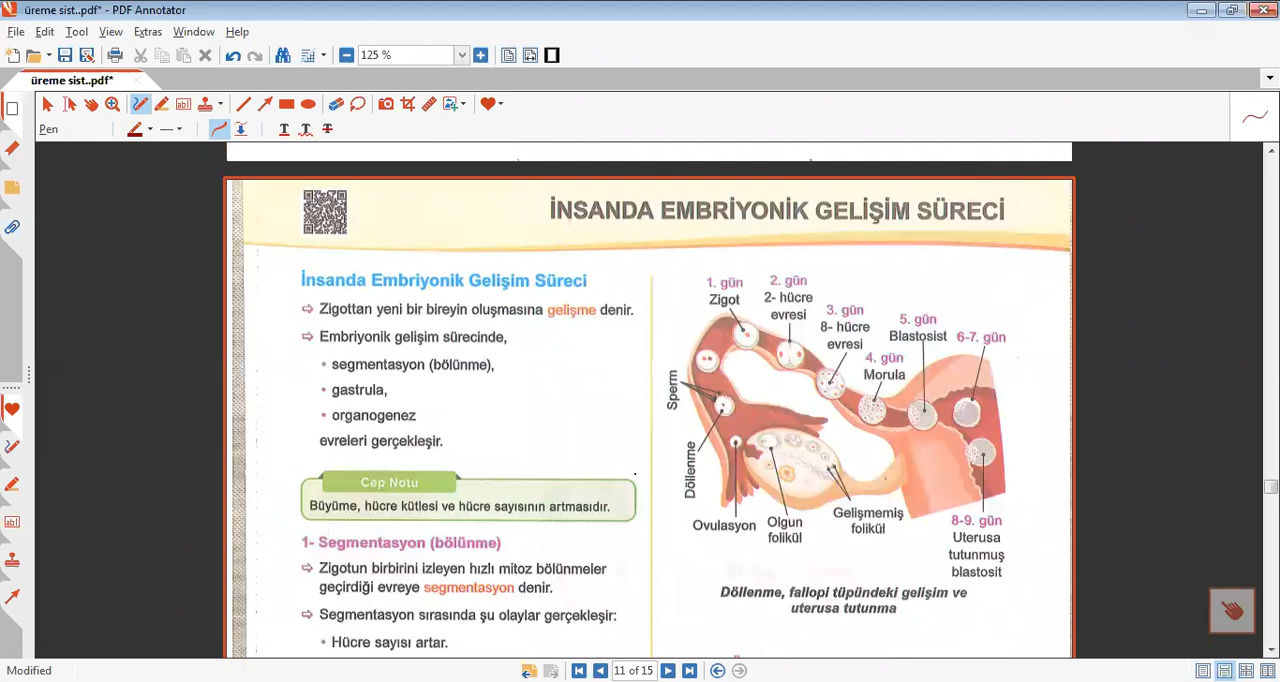 üreme sist..pdf* - PDF Annotator
File Edit Tool View Extras Window Help
125 %
üreme sist..pdf*
Pen
İNSANDA EMBRİYONİK GELİŞİM SÜRECİ
İnsanda Embriyonik Gelişim Süreci
⇨ Zigottan yeni bir bireyin oluşmasına gelişme denir.
⇨ Embriyonik gelişim sürecinde,
• segmentasyon (bölünme),
• gastrula,
• organogenez
evreleri gerçekleşir.
Cep Notu
Büyüme, hücre kütlesi ve hücre sayısının artmasıdır.
1- Segmentasyon (bölünme)
⇨ Zigotun birbirini izleyen hızlı mitoz bölünmeler
geçirdiği evreye segmentasyon denir.
⇨ Segmentasyon sırasında şu olaylar gerçekleşir:
• Hücre sayısı artar.
1. gün
Zigot
2. gün
2- hücre
evresi
3. gün
8- hücre
evresi
4. gün
Morula
5. gün
Blastosist
6-7. gün
Sperm
Döllenme
Ovulasyon
Olgun
folikül
Gelişmemiş
folikül
8-9. gün
Uterusa
tutunmuş
blastosit
Döllenme, fallopi tüpündeki gelişim ve
uterusa tutunma
Modified
11 of 15